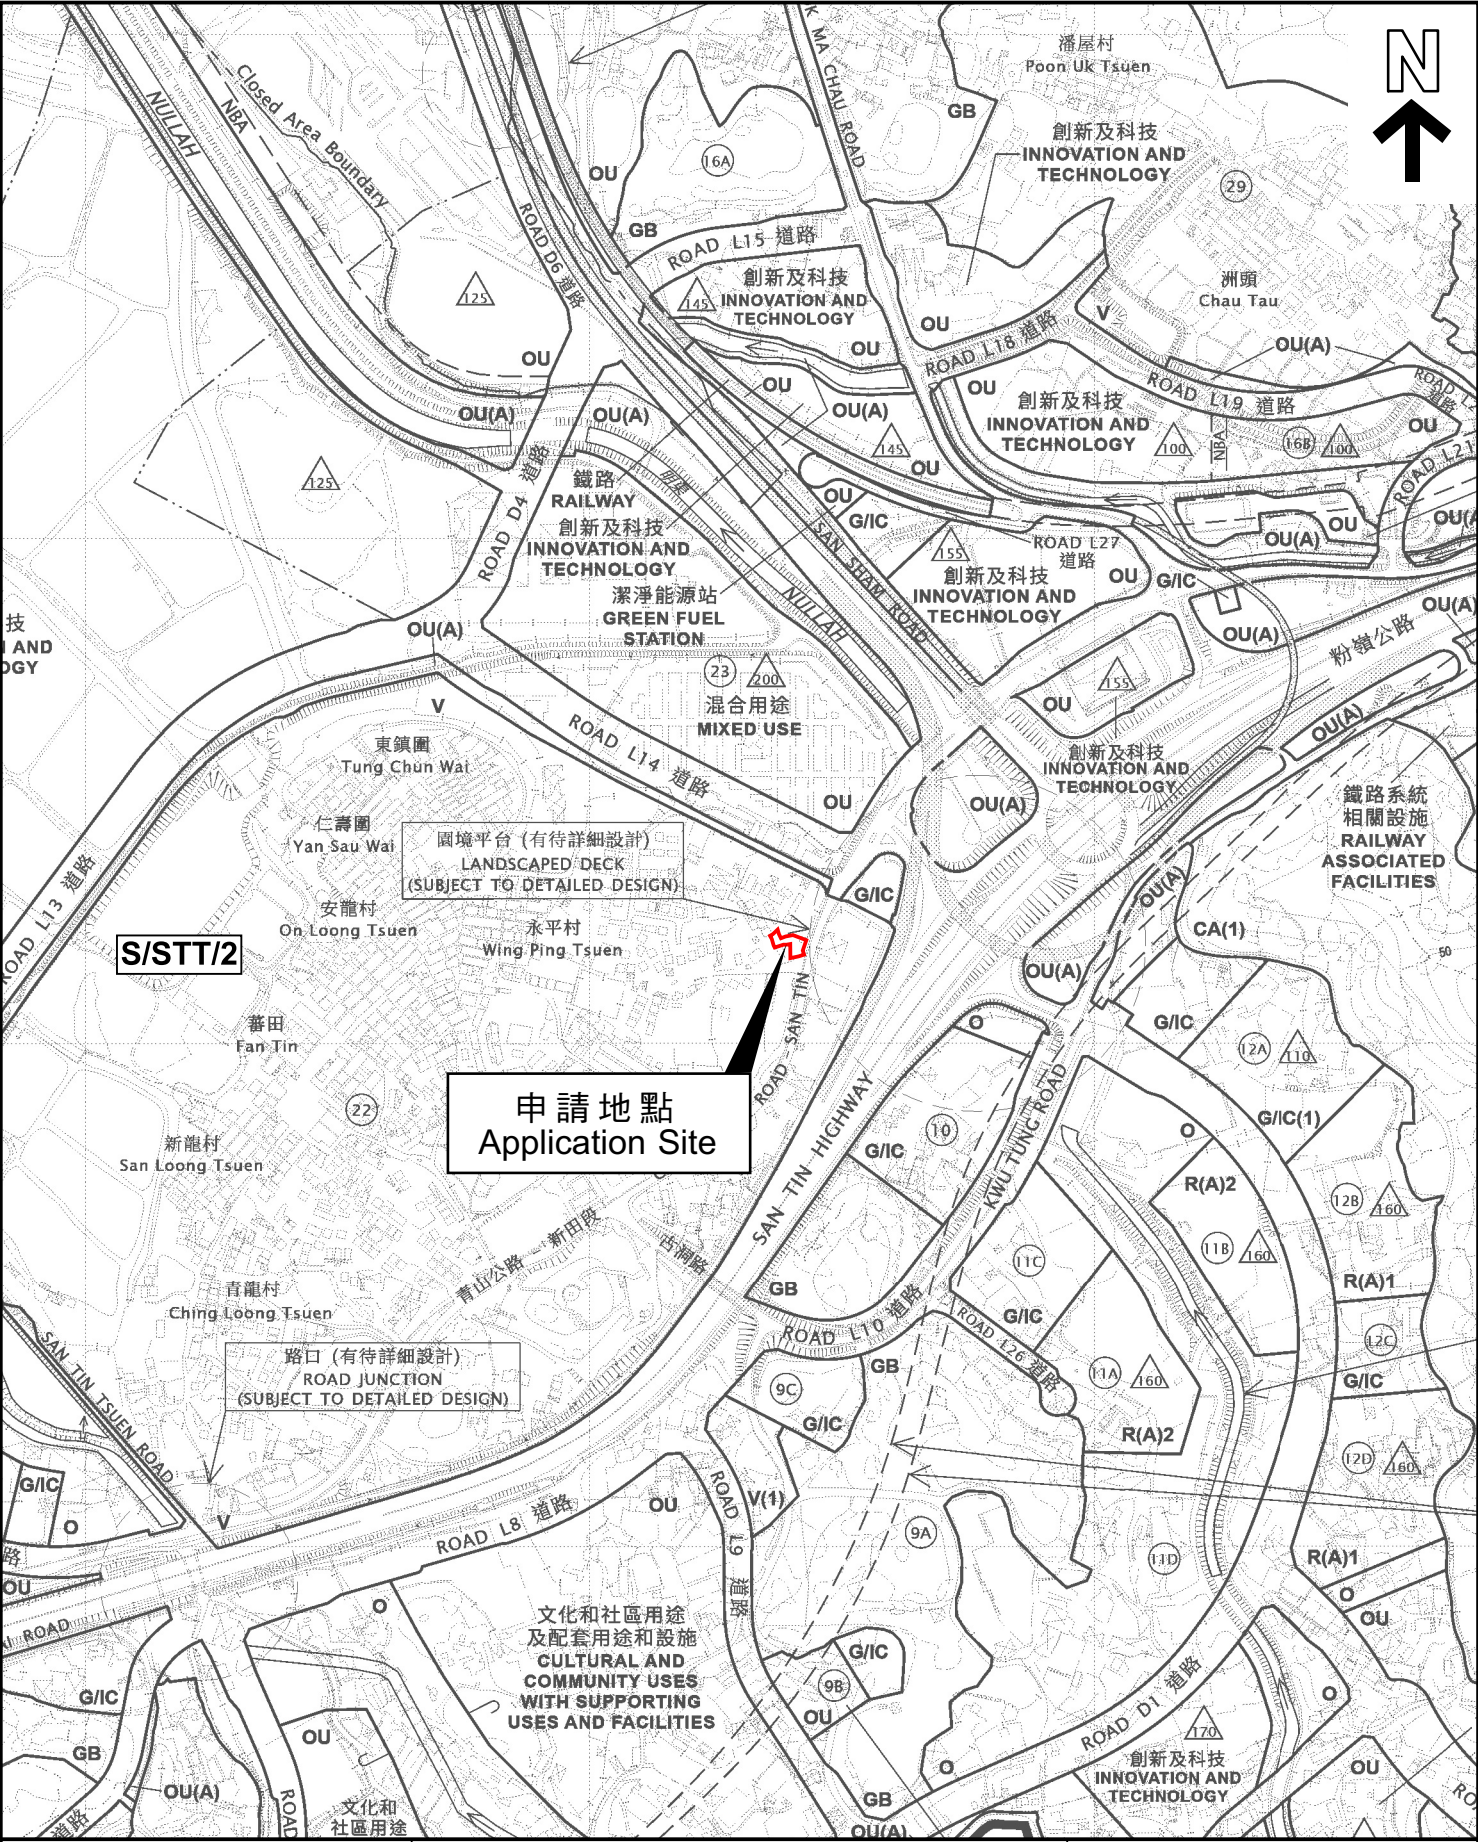 潘屋村
Poon Uk Tsuen
N
Closed Area Boundary
NULLAH
NBA
MA CHAU ROAD
GB
創新及科技
INNOVATION AND
TECHNOLOGY
16A
OU
29
ROAD D6 道路
GB
ROAD L15 道路
創新及科技
INNOVATION AND
TECHNOLOGY
145
125
洲頭
Chau Tau
V
OU
ROAD L18 道路
OU(A)
OU
OU
OU
OU
ROAD L19 道路
創新及科技
INNOVATION AND
TECHNOLOGY
OU(A)
OU(A)
OU(A)
100
NBA
16B
100
OU
145
OU
ROAD L21
125
ROAD D4 道路
鐵路
RAILWAY
創新及科技
INNOVATION AND
TECHNOLOGY
潔淨能源站
GREEN FUEL
STATION
NULLAH
SAN SHAM ROAD
OU
G/IC
155
ROAD L27
道路
創新及科技
INNOVATION AND
TECHNOLOGY
OU
G/IC
OU
OU(A)
OU(A)
OU(A)
粉嶺公路
技
AND
OGY
OU(A)
23
200
混合用途
MIXED USE
155
OU
V
東鎮圍
Tung Chun Wai
ROAD L14 道路
OU(A)
創新及科技
INNOVATION AND
TECHNOLOGY
鐵路系統
相關設施
RAILWAY
ASSOCIATED
FACILITIES
OU
OU(A)
仁壽圍
Yan Sau Wai
園境平台 (有待詳細設計)
LANDSCAPED DECK
(SUBJECT TO DETAILED DESIGN)
ROAD L13 道路
G/IC
OU(A)
安龍村
On Loong Tsuen
永平村
Wing Ping Tsuen
CA(1)
S/STT/2
50
OU(A)
蕃田
Fan Tin
ROAD - SAN TIN
O
G/IC
12A
110
申請地點
Application Site
22
SAN TIN HIGHWAY
KWU TUNG ROAD
10
G/IC
G/IC(1)
O
新龍村
San Loong Tsuen
R(A)2
12B
160
青山公路 - 新田段
古洞路
11C
11B
160
青龍村
Ching Loong Tsuen
GB
R(A)1
ROAD L10 道路
G/IC
ROAD L26 道路
12C
SAN TIN TSUEN ROAD
路口 (有待詳細設計)
ROAD JUNCTION
(SUBJECT TO DETAILED DESIGN)
GB
9C
11A
160
G/IC
G/IC
R(A)2
12D
160
G/IC
O
V
ROAD L8 道路
OU
ROAD L9 道路
V(1)
9A
11D
R(A)1
路
OU
O
O
OU
文化和社區用途
及配套用途和設施
CULTURAL AND
COMMUNITY USES
WITH SUPPORTING
USES AND FACILITIES
G/IC
9B
OU
G/IC
OU
GB
OU(A)
ROAD
道路
文化和
社區用途
O
ROAD D1 道路
170
創新及科技
INNOVATION AND
TECHNOLOGY
O
OU
GB
OU(A)